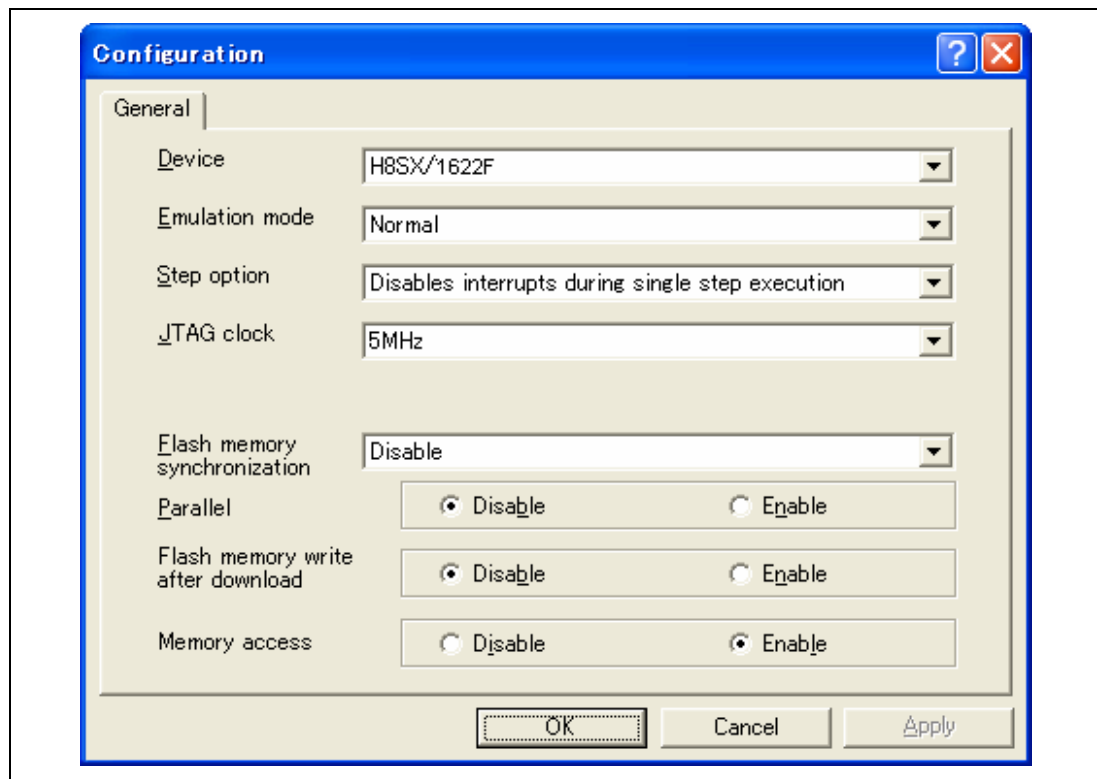 Configuration
General
Device H8SX/1622F
Emulation mode Normal
Step option Disables interrupts during single step execution
JTAG clock 5MHz
Flash memory synchronization Disable
Parallel Disable Enable
Flash memory write after download Disable Enable
Memory access Disable Enable
OK Cancel Apply